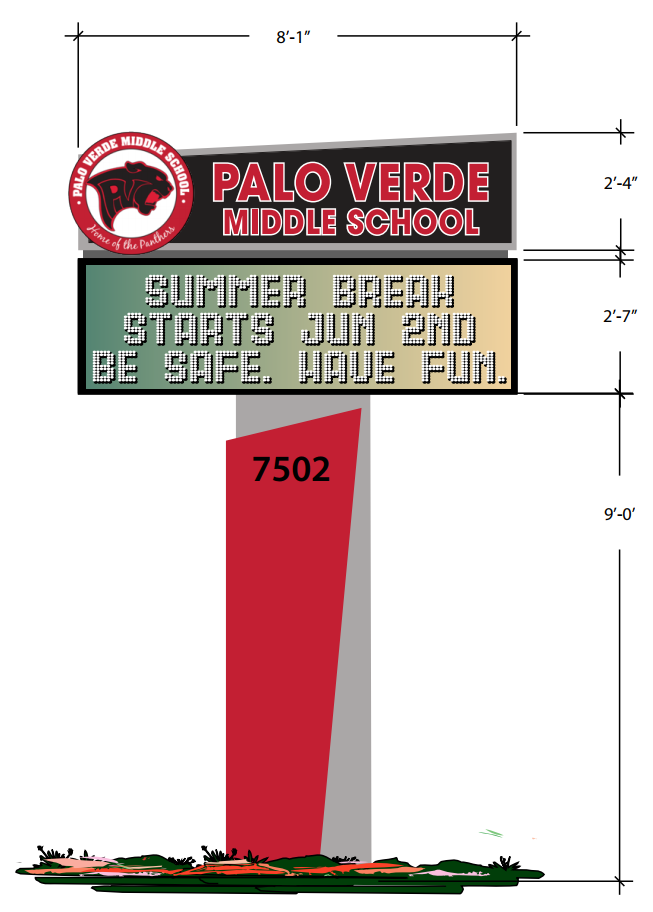 8’-1”
• PALO VERDE MIDDLE SCHOOL •
PV
Home of the Panthers
PALO VERDE
MIDDLE SCHOOL
2’-4”
SUMMER BREAK
STARTS JUN 2ND
BE SAFE. HAVE FUN.
2’-7”
7502
9’-0’